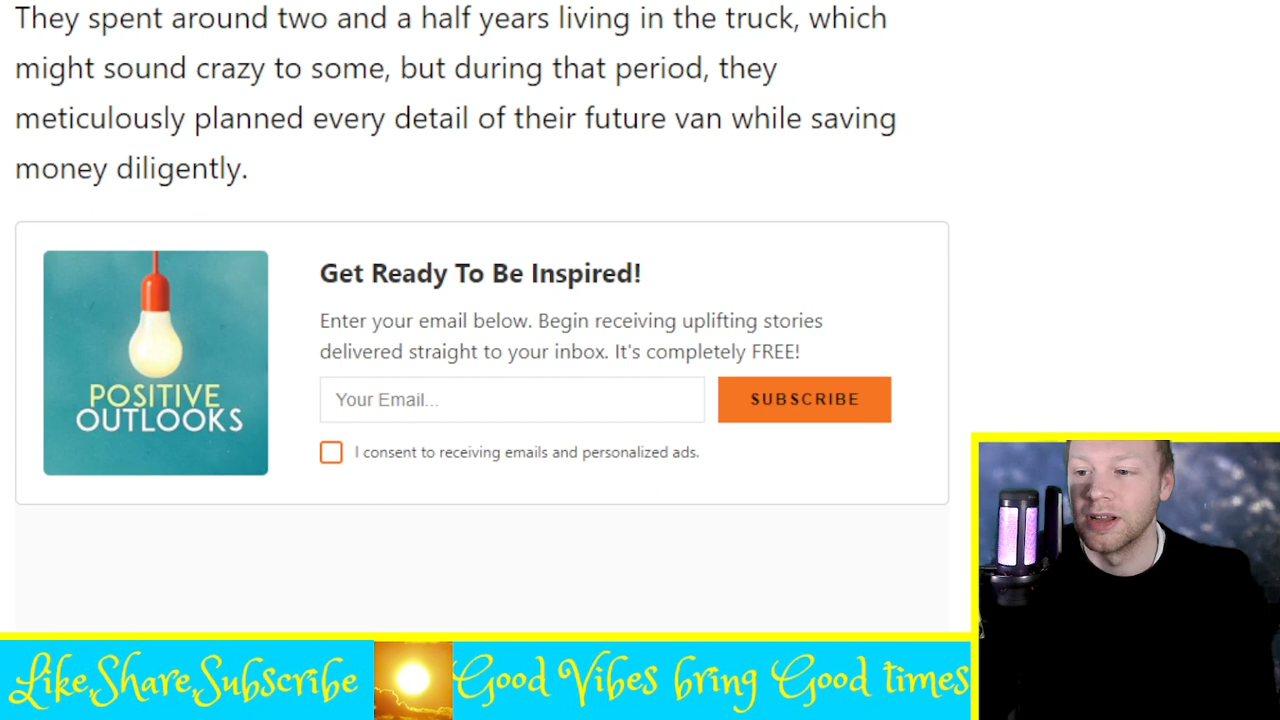 They spent around two and a half years living in the truck, which
might sound crazy to some, but during that period, they
meticulously planned every detail of their future van while saving
money diligently.
POSITIVE
OUTLOOKS
Get Ready To Be Inspired!
Enter your email below. Begin receiving uplifting stories
delivered straight to your inbox. It's completely FREE!
Your Email...
SUBSCRIBE
I consent to receiving emails and personalized ads.
Like,Share,Subscribe
Good Vibes bring Good times